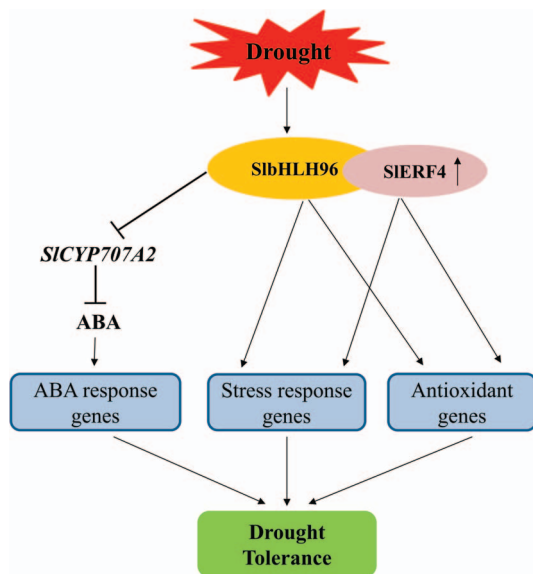 Drought
SlbHLH96
SlERF4
SlCYP707A2
ABA
ABA response
genes
Stress response
genes
Antioxidant
genes
Drought
Tolerance